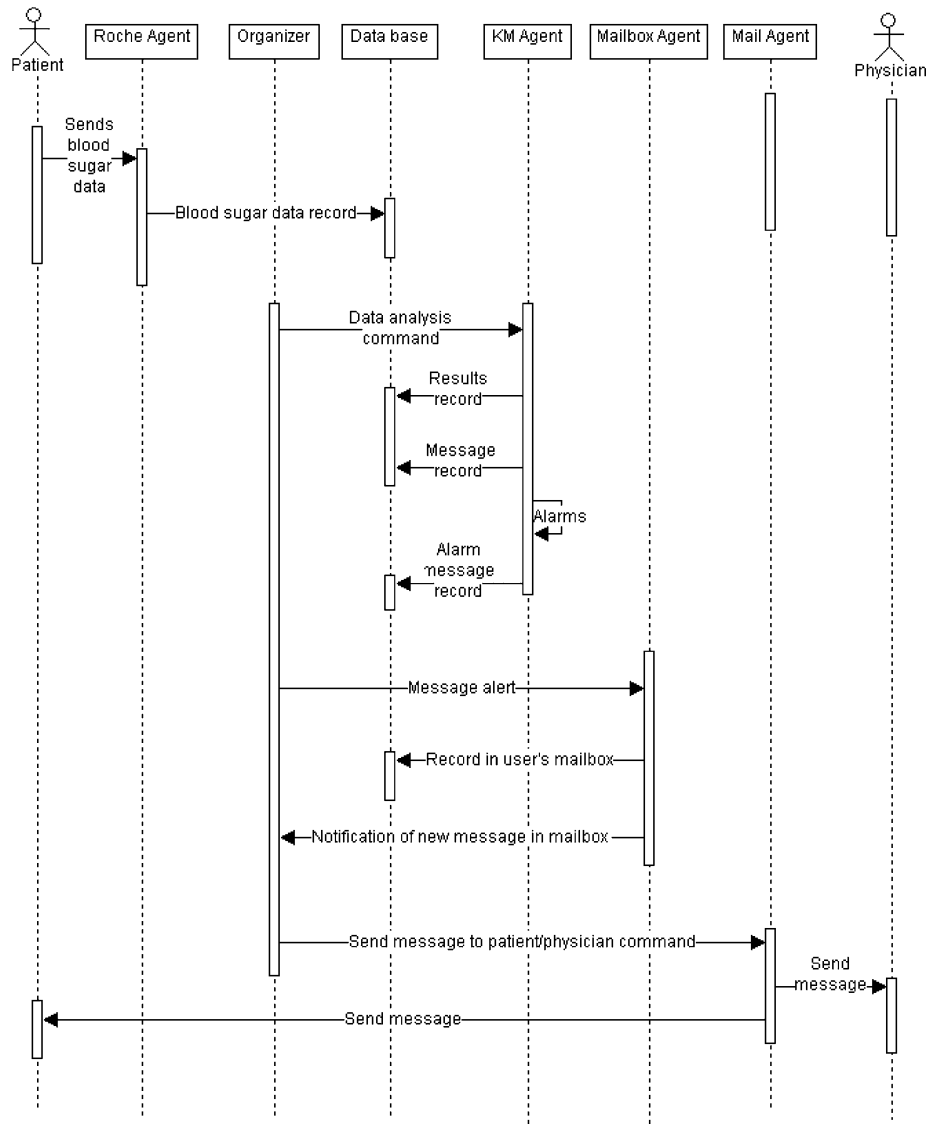 Patient
Roche Agent
Organizer
Data base
KM Agent
Mailbox Agent
Mail Agent
Physician
Sends
blood
sugar
data
Blood sugar data record
Data analysis
command
Results
record
Message
record
Alarms
Alarm
message
record
Message alert
Record in user's mailbox
Notification of new message in mailbox
Send message to patient/physician command
Send
message
Send message